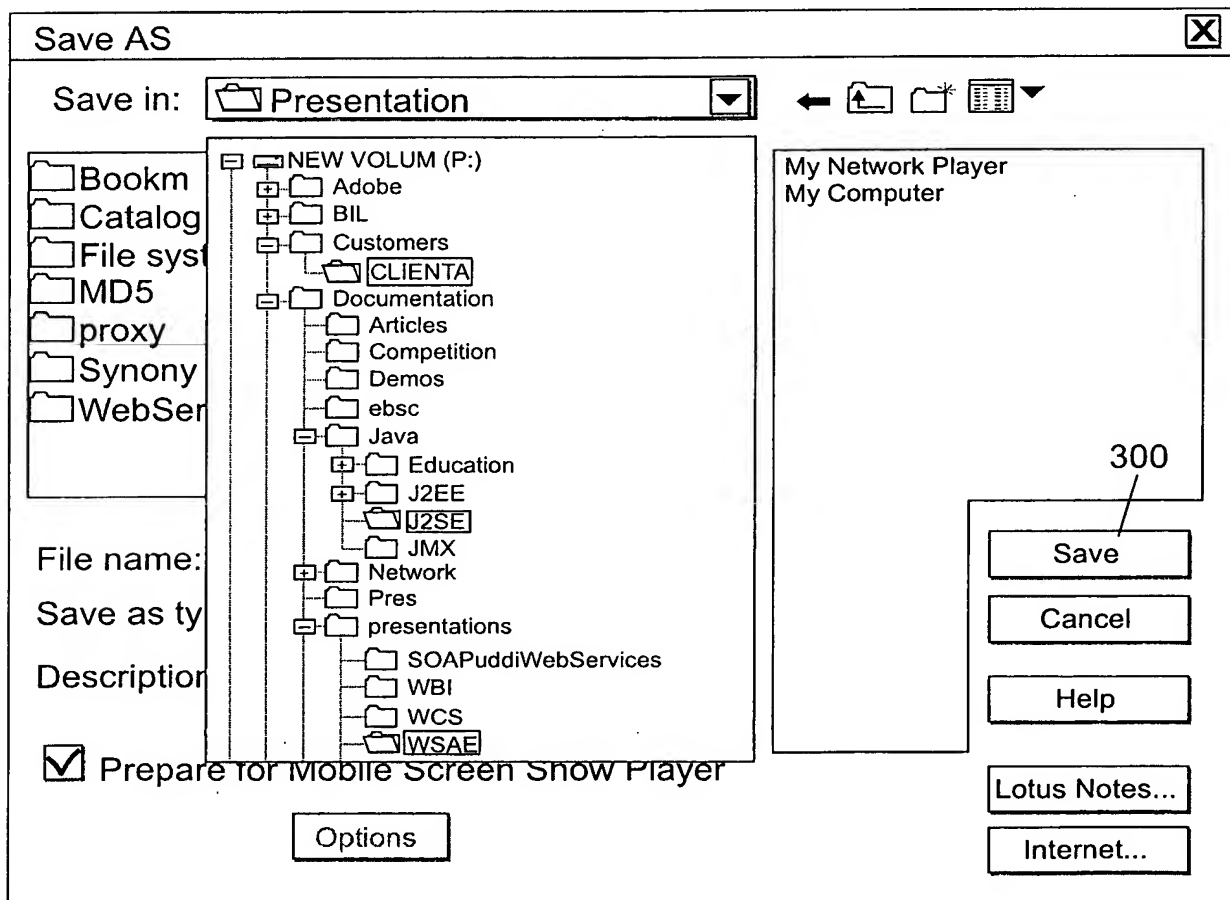 Save AS
Save in: Presentation
Bookm
Catalog
File syst
MD5
proxy
Synony
WebSer
NEW VOLUM (P:)
Adobe
BIL
Customers
CLIENTA
Documentation
Articles
Competition
Demos
ebsc
Java
Education
J2EE
J2SE
JMX
Network
Pres
presentations
SOAPuddiWebServices
WBI
WCS
WSAE
My Network Player
My Computer
300
File name:
Save as ty
Description
Prepare for Mobile Screen Show Player
Options
Save
Cancel
Help
Lotus Notes...
Internet...